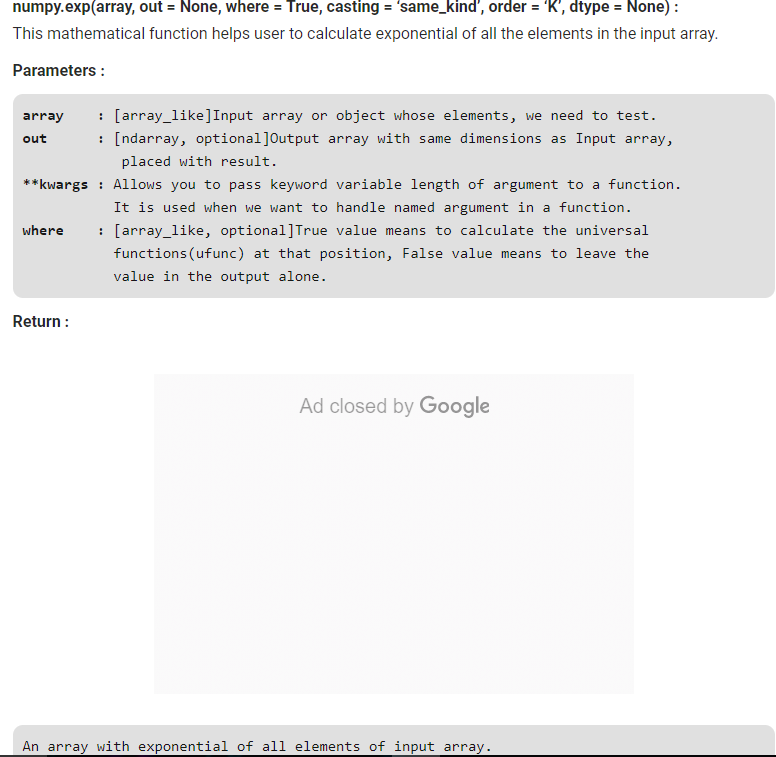 numpy.exp(array, out = None, where = True, casting = ‘same_kind’, order = ‘K’, dtype = None) :
This mathematical function helps user to calculate exponential of all the elements in the input array.
Parameters :
array    : [array_like]Input array or object whose elements, we need to test.
out      : [ndarray, optional]Output array with same dimensions as Input array,
placed with result.
**kwargs : Allows you to pass keyword variable length of argument to a function.
It is used when we want to handle named argument in a function.
where    : [array_like, optional]True value means to calculate the universal
functions(ufunc) at that position, False value means to leave the
value in the output alone.
Return :
Ad closed by Google
An array with exponential of all elements of input array.